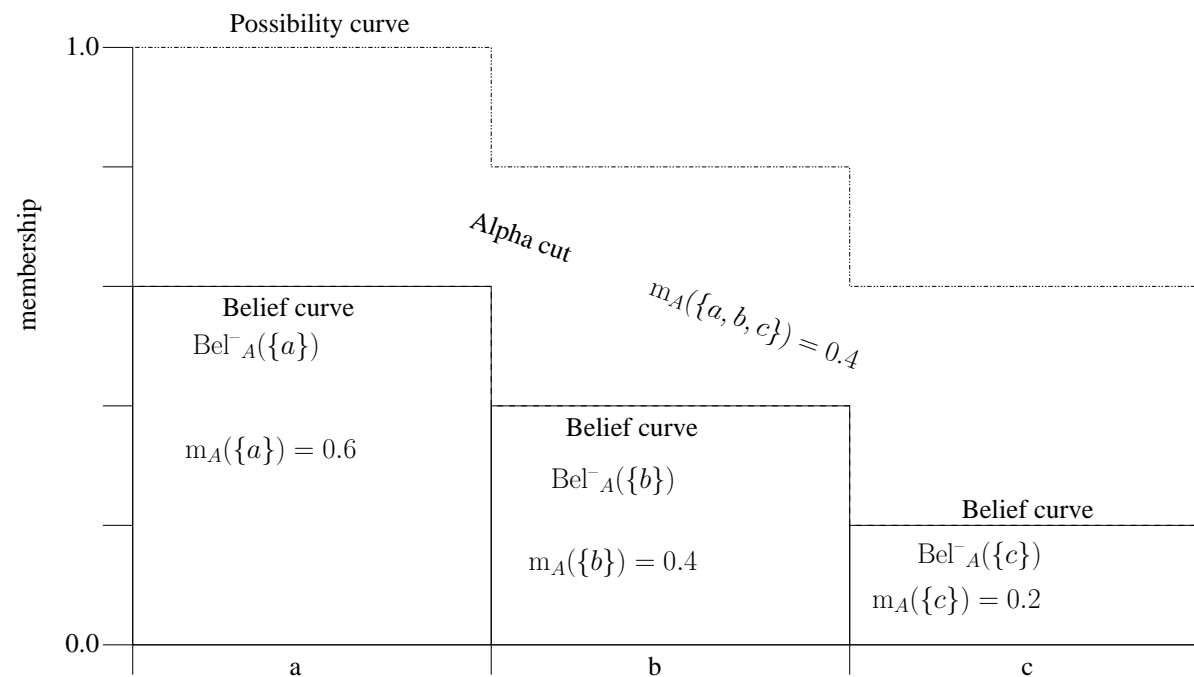 Possibility curve
1.0
membership
Alpha cut
m_A({a, b, c}) = 0.4
Belief curve
Bel⁻_A({a})
m_A({a}) = 0.6
Belief curve
Bel⁻_A({b})
m_A({b}) = 0.4
Belief curve
Bel⁻_A({c})
m_A({c}) = 0.2
0.0
a b c